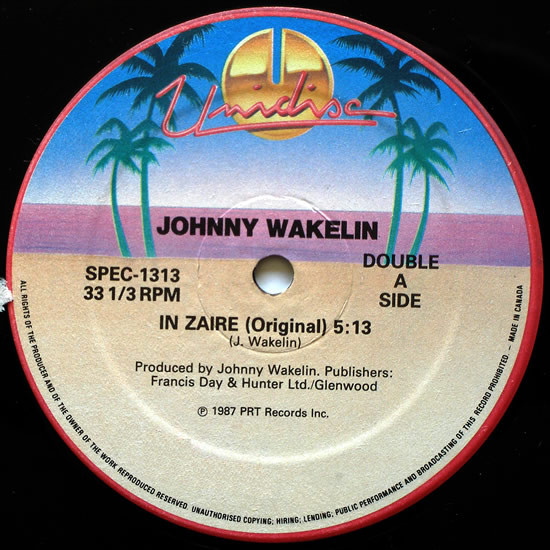 Unidisc
JOHNNY WAKELIN
SPEC-1313
33 1/3 RPM
DOUBLE
A
SIDE
IN ZAIRE (Original) 5:13
(J. Wakelin)
Produced by Johnny Wakelin. Publishers:
Francis Day & Hunter Ltd./Glenwood
℗ 1987 PRT Records Inc.
ALL RIGHTS OF THE PRODUCER AND OF THE OWNER OF THE WORK REPRODUCED RESERVED. UNAUTHORISED COPYING; HIRING; LENDING; PUBLIC PERFORMANCE AND BROADCASTING OF THIS RECORD PROHIBITED. – MADE IN CANADA